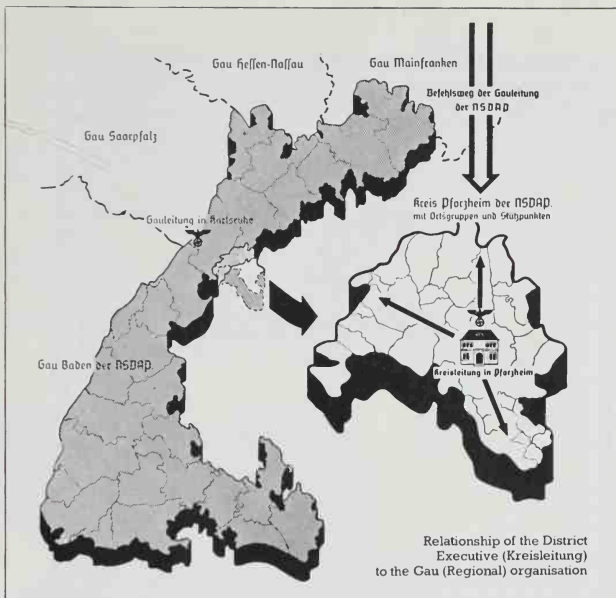 Gau Hessen-Nassau
Gau Mainfranken
Befehlsweg der Gauleitung
der NSDAP
Gau Saarpfalz
Kreis Pforzheim der NSDAP.
mit Ortsgruppen und Stützpunkten
Gauleitung in Karlsruhe
Gau Baden der NSDAP.
Kreisleitung in Pforzheim
Relationship of the District
Executive (Kreisleitung)
to the Gau (Regional) organisation